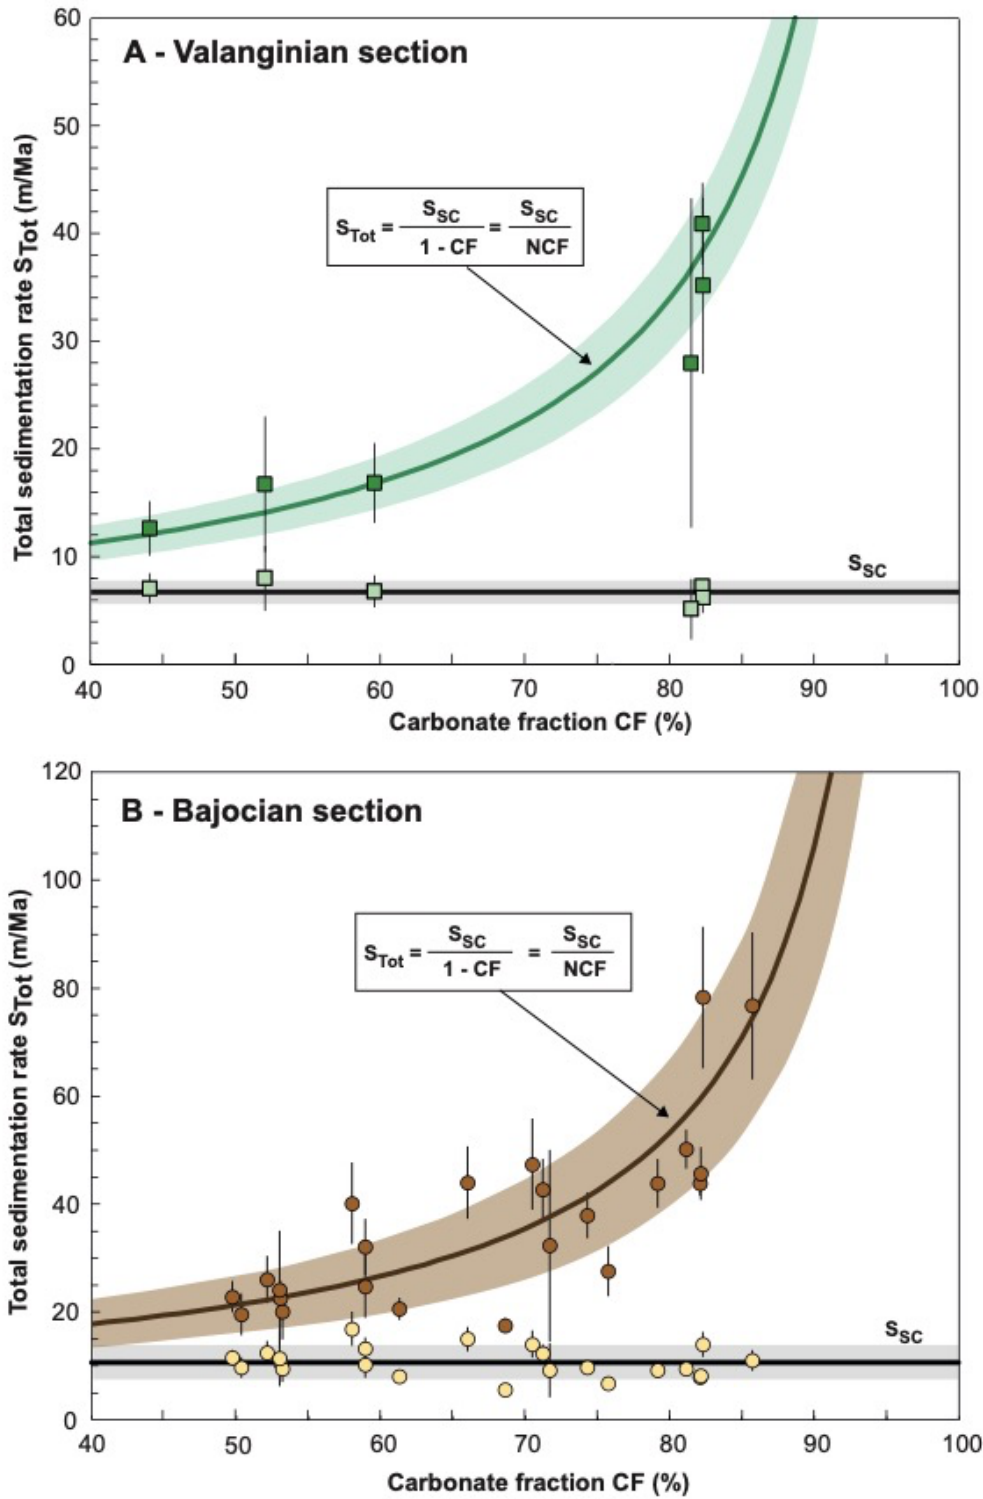 60
A - Valanginian section
50
40
30
20
10
0
Total sedimentation rate STot (m/Ma)
STot = SSC / 1 - CF = SSC / NCF
SSC
40 50 60 70 80 90 100
Carbonate fraction CF (%)
120
B - Bajocian section
100
80
60
40
20
0
Total sedimentation rate STot (m/Ma)
STot = SSC / 1 - CF = SSC / NCF
SSC
40 50 60 70 80 90 100
Carbonate fraction CF (%)